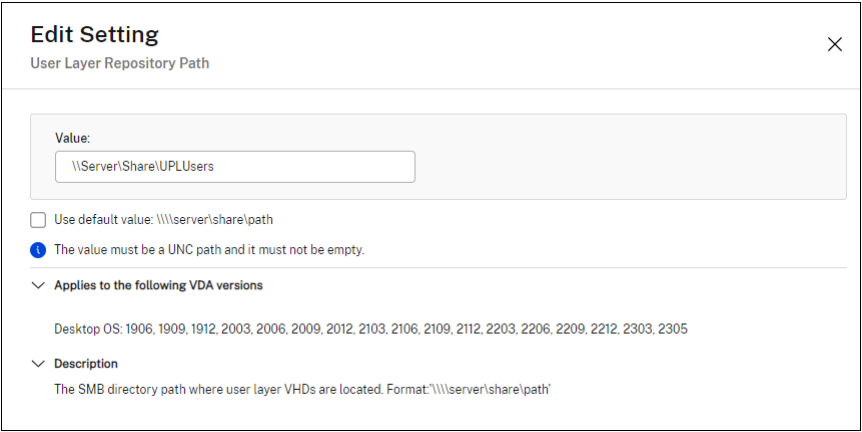 Edit Setting
User Layer Repository Path
Value:
\\Server\Share\UPLUsers
Use default value: \\\\server\share\path
The value must be a UNC path and it must not be empty.
Applies to the following VDA versions
Desktop OS: 1906, 1909, 1912, 2003, 2006, 2009, 2012, 2103, 2106, 2109, 2112, 2203, 2206, 2209, 2212, 2303, 2305
Description
The SMB directory path where user layer VHDs are located. Format:'\\\\server\share\path'